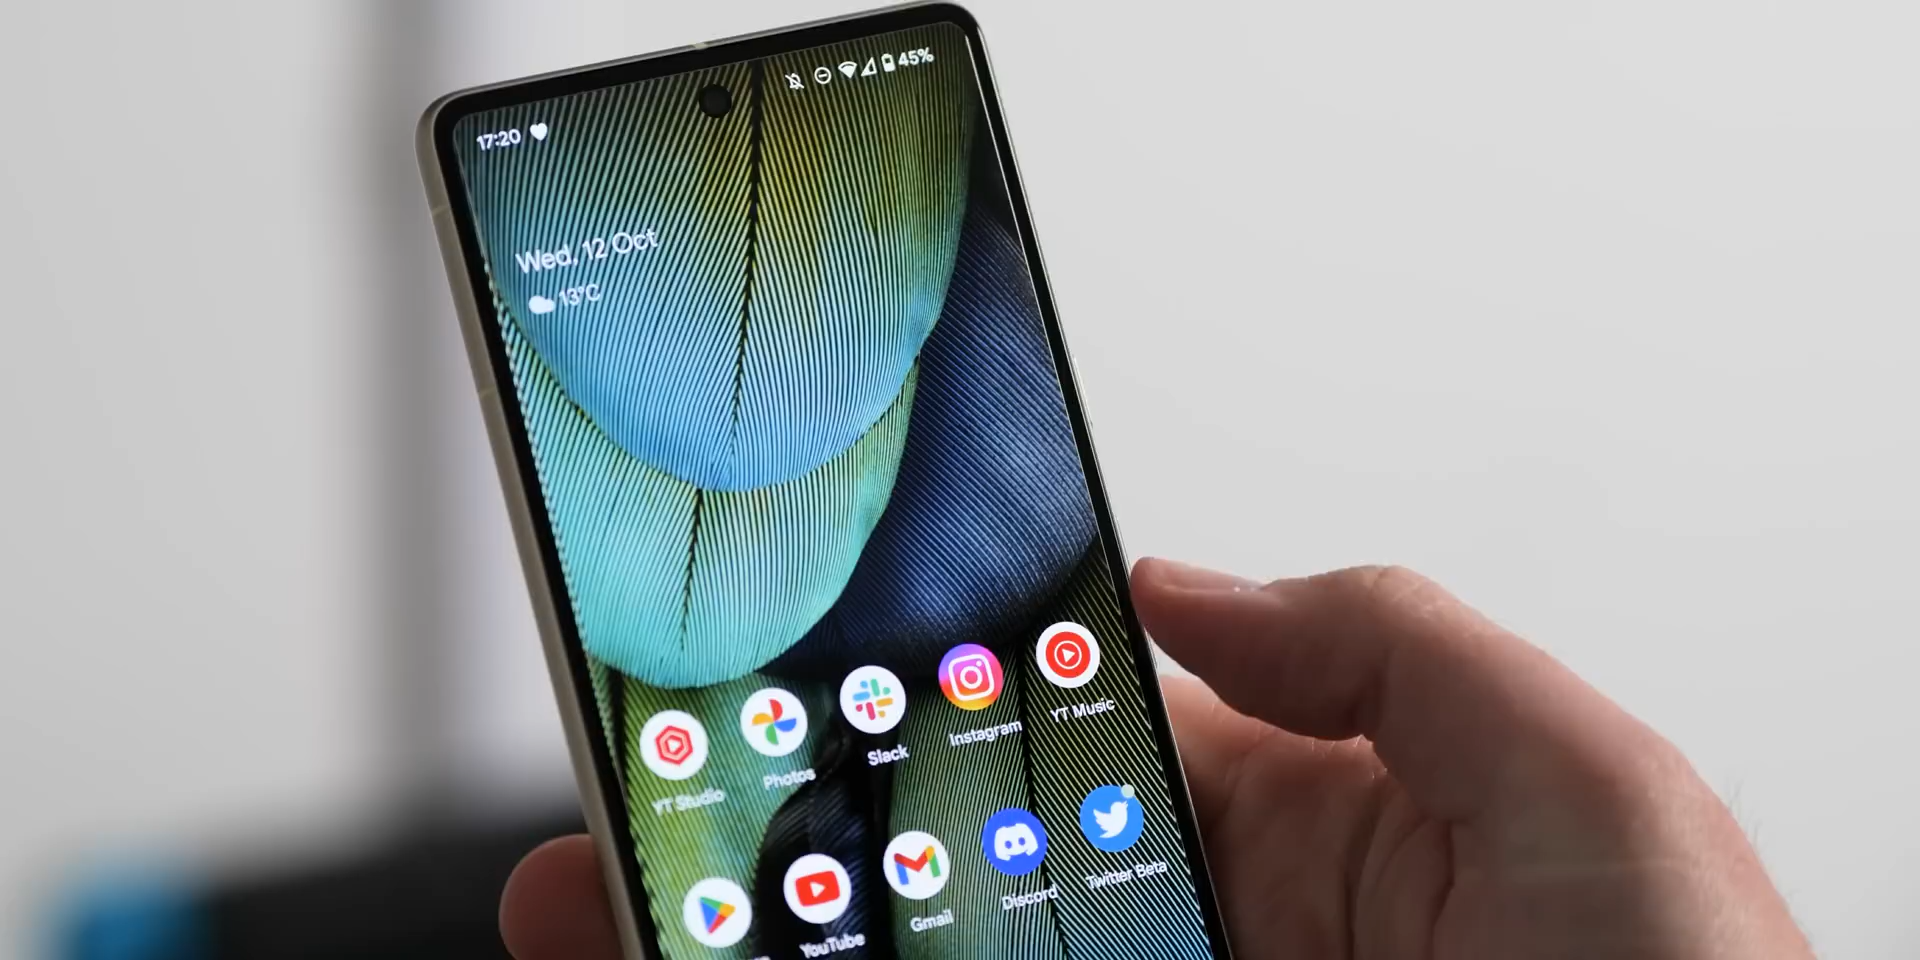 17:20
45%
Wed, 12 Oct
13°C
YT Studio
Photos
Slack
Instagram
YT Music
YouTube
Gmail
Discord
Twitter Beta